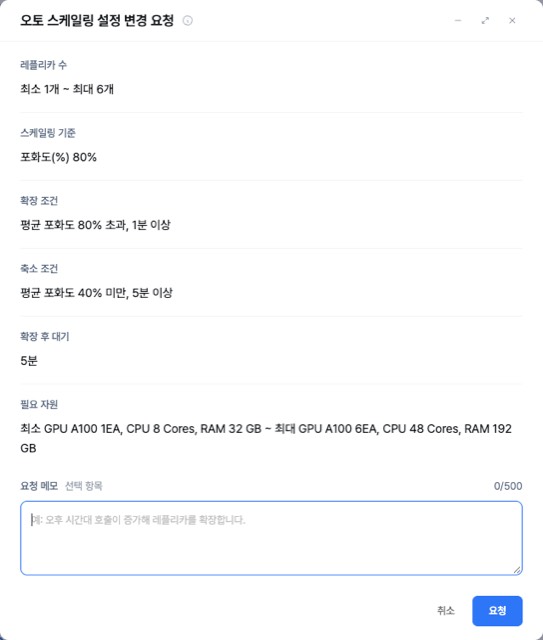 오토 스케일링 설정 변경 요청
레플리카 수
최소 1개 ~ 최대 6개
스케일링 기준
포화도(%) 80%
확장 조건
평균 포화도 80% 초과, 1분 이상
축소 조건
평균 포화도 40% 미만, 5분 이상
확장 후 대기
5분
필요 자원
최소 GPU A100 1EA, CPU 8 Cores, RAM 32 GB ~ 최대 GPU A100 6EA, CPU 48 Cores, RAM 192
GB
요청 메모 선택 항목 0/500
예: 오후 시간대 호출이 증가해 레플리카를 확장합니다.
취소 요청